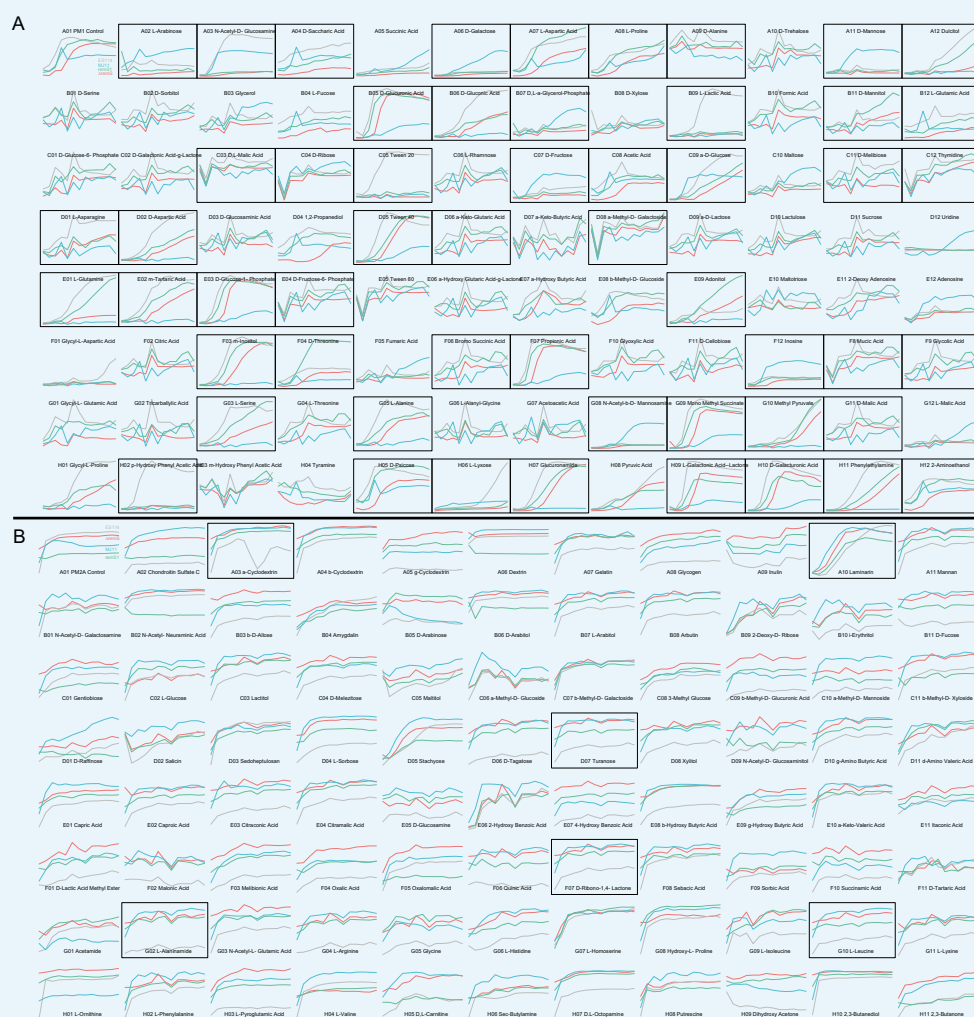 A
A01 PM1 Control
A02 L-Arabinose
A03 N-Acetyl-D- Glucosamine
A04 D-Saccharic Acid
A05 Succinic Acid
A06 D-Galactose
A07 L-Aspartic Acid
A08 L-Proline
A09 D-Alanine
A10 D-Trehalose
A11 D-Mannose
A12 Dulcitol
B01 D-Serine
B02 D-Sorbitol
B03 Glycerol
B04 L-Fucose
B05 D-Glucuronic Acid
B06 D-Gluconic Acid
B07 D,L-a-Glycerol-Phosphate
B08 D-Xylose
B09 L-Lactic Acid
B10 Formic Acid
B11 D-Mannitol
B12 L-Glutamic Acid
C01 D-Glucose-6- Phosphate
C02 D-Galactonic Acid-g-Lactone
C03 D,L-Malic Acid
C04 D-Ribose
C05 Tween 20
C06 L-Rhamnose
C07 D-Fructose
C08 Acetic Acid
C09 a-D-Glucose
C10 Maltose
C11 D-Melibiose
C12 Thymidine
D01 L-Asparagine
D02 D-Aspartic Acid
D03 D-Glucosaminic Acid
D04 1,2-Propanediol
D05 Tween 40
D06 a-Keto-Glutaric Acid
D07 a-Keto-Butyric Acid
D08 a-Methyl-D- Galactoside
D09 a-D-Lactose
D10 Lactulose
D11 Sucrose
D12 Uridine
E01 L-Glutamine
E02 m-Tartaric Acid
E03 D-Glucose-1- Phosphate
E04 D-Fructose-6- Phosphate
E05 Tween 80
E06 a-Hydroxy Glutaric Acid-g-Lactone
E07 a-Hydroxy Butyric Acid
E08 b-Methyl-D- Glucoside
E09 Adonitol
E10 Maltotriose
E11 2-Deoxy Adenosine
E12 Adenosine
F01 Glycyl-L-Aspartic Acid
F02 Citric Acid
F03 m-Inositol
F04 D-Threonine
F05 Fumaric Acid
F06 Bromo Succinic Acid
F07 Propionic Acid
F10 Glyoxylic Acid
F11 D-Cellobiose
F12 Inosine
F8 Mucic Acid
F9 Glycolic Acid
G01 Glycyl-L- Glutamic Acid
G02 Tricarballylic Acid
G03 L-Serine
G04 L-Threonine
G05 L-Alanine
G06 L-Alanyl-Glycine
G07 Acetoacetic Acid
G08 N-Acetyl-b-D- Mannosamine
G09 Mono Methyl Succinate
G10 Methyl Pyruvate
G11 D-Malic Acid
G12 L-Malic Acid
H01 Glycyl-L-Proline
H02 p-Hydroxy Phenyl Acetic Acid
H03 m-Hydroxy Phenyl Acetic Acid
H04 Tyramine
H05 D-Psicose
H06 L-Lyxose
H07 Glucuronamide
H08 Pyruvic Acid
H09 L-Galactonic Acid--Lactone
H10 D-Galacturonic Acid
H11 Phenylethylamine
H12 2-Aminoethanol
B
A01 PM2A Control
A02 Chondroitin Sulfate C
A03 a-Cyclodextrin
A04 b-Cyclodextrin
A05 g-Cyclodextrin
A06 Dextrin
A07 Gelatin
A08 Glycogen
A09 Inulin
A10 Laminarin
A11 Mannan
B01 N-Acetyl-D- Galactosamine
B02 N-Acetyl- Neuraminic Acid
B03 b-D-Allose
B04 Amygdalin
B05 D-Arabinose
B06 D-Arabitol
B07 L-Arabitol
B08 Arbutin
B09 2-Deoxy-D- Ribose
B10 i-Erythritol
B11 D-Fucose
C01 Gentiobiose
C02 L-Glucose
C03 Lactitol
C04 D-Melezitose
C05 Maltitol
C06 a-Methyl-D- Glucoside
C07 b-Methyl-D- Galactoside
C08 3-Methyl Glucose
C09 b-Methyl-D- Glucuronic Acid
C10 a-Methyl-D- Mannoside
C11 b-Methyl-D- Xyloside
D01 D-Raffinose
D02 Salicin
D03 Sedoheptulosan
D04 L-Sorbose
D05 Stachyose
D06 D-Tagatose
D07 Turanose
D08 Xylitol
D09 N-Acetyl-D- Glucosaminitol
D10 g-Amino Butyric Acid
D11 d-Amino Valeric Acid
E01 Capric Acid
E02 Caproic Acid
E03 Citraconic Acid
E04 Citramalic Acid
E05 D-Glucosamine
E06 2-Hydroxy Benzoic Acid
E07 4-Hydroxy Benzoic Acid
E08 b-Hydroxy Butyric Acid
E09 g-Hydroxy Butyric Acid
E10 a-Keto-Valeric Acid
E11 Itaconic Acid
F01 D-Lactic Acid Methyl Ester
F02 Malonic Acid
F03 Melibionic Acid
F04 Oxalic Acid
F05 Oxalomalic Acid
F06 Quinic Acid
F07 D-Ribono-1,4- Lactone
F08 Sebacic Acid
F09 Sorbic Acid
F10 Succinamic Acid
F11 D-Tartaric Acid
G01 Acetamide
G02 L-Alaninamide
G03 N-Acetyl-L- Glutamic Acid
G04 L-Arginine
G05 Glycine
G06 L-Histidine
G07 L-Homoserine
G08 Hydroxy-L- Proline
G09 L-Isoleucine
G10 L-Leucine
G11 L-Lysine
H01 L-Ornithine
H02 L-Phenylalanine
H03 L-Pyroglutamic Acid
H04 L-Valine
H05 D,L-Carnitine
H06 Sec-Butylamine
H07 D.L-Octopamine
H08 Putrescine
H09 Dihydroxy Acetone
H10 2,3-Butanediol
H11 2,3-Butanone